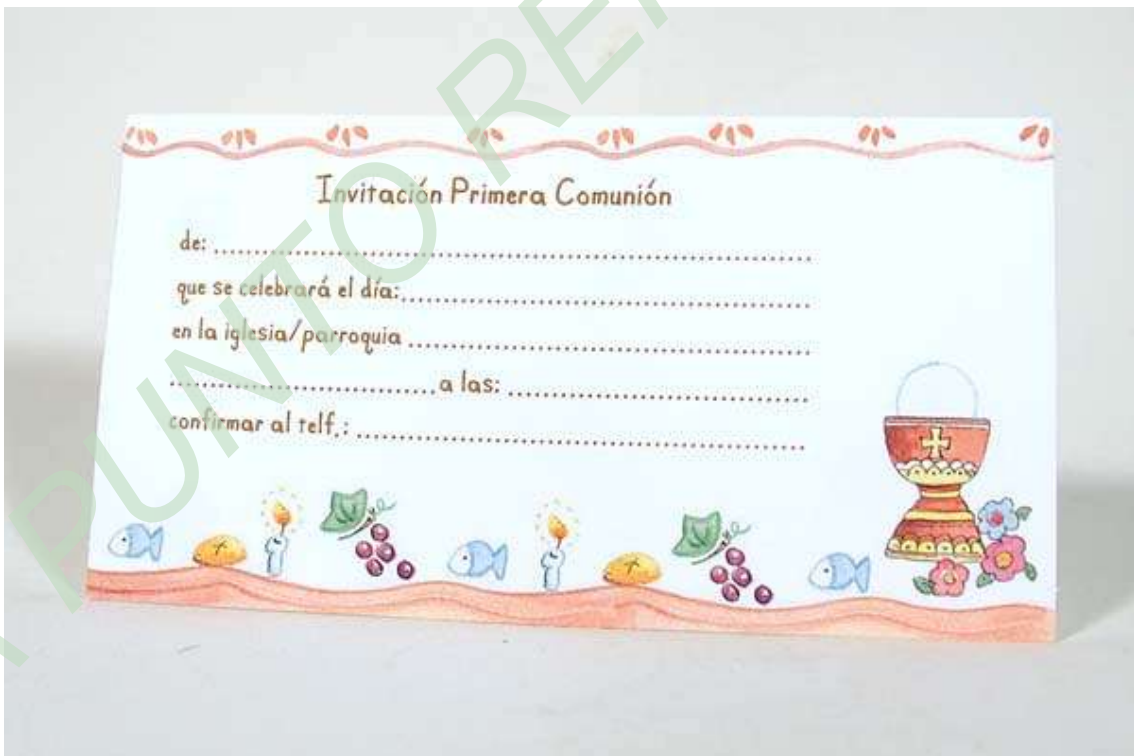 PUNTO RE
Invitación Primera Comunión
de: ........................................
que se celebrará el día:........................................
en la iglesia/parroquia ........................................
........................................a las: ........................................
confirmar al telf.: ........................................